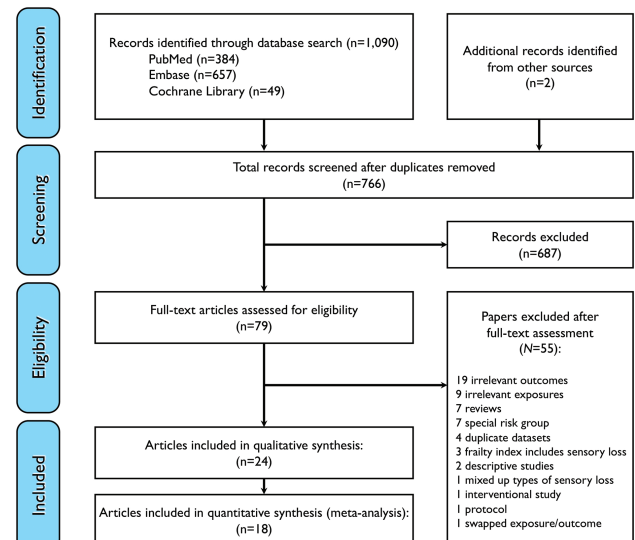 Identification
Records identified through database search (n=1,090)
PubMed (n=384)
Embase (n=657)
Cochrane Library (n=49)
Additional records identified
from other sources
(n=2)
Screening
Total records screened after duplicates removed
(n=766)
Records excluded
(n=687)
Eligibility
Full-text articles assessed for eligibility
(n=79)
Papers excluded after
full-text assessment
(N=55):
19 irrelevant outcomes
9 irrelevant exposures
7 reviews
7 special risk group
4 duplicate datasets
3 frailty index includes sensory loss
2 descriptive studies
1 mixed up types of sensory loss
1 interventional study
1 protocol
1 swapped exposure/outcome
Included
Articles included in qualitative synthesis:
(n=24)
Articles included in quantitative synthesis (meta-analysis):
(n=18)